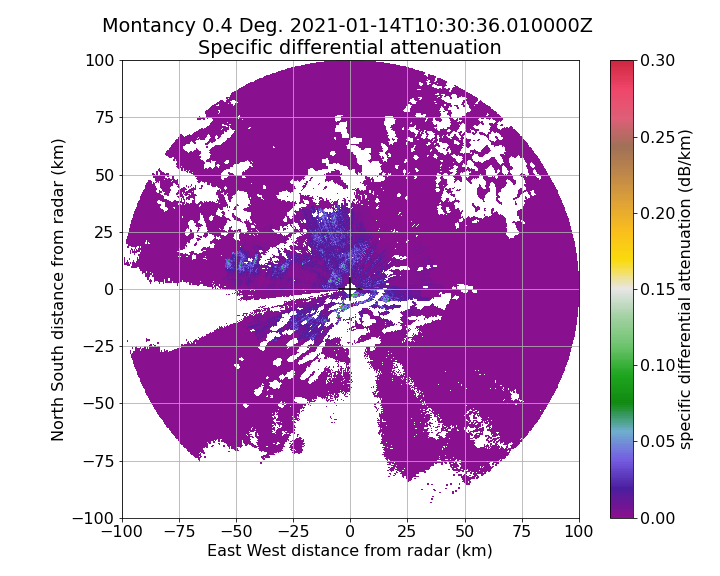 Montancy 0.4 Deg. 2021-01-14T10:30:36.010000Z
Specific differential attenuation
North South distance from radar (km)
100
75
50
25
0
−25
−50
−75
−100
−100 −75 −50 −25 0 25 50 75 100
East West distance from radar (km)
0.30
0.25
0.20
0.15
0.10
0.05
0.00
specific differential attenuation (dB/km)